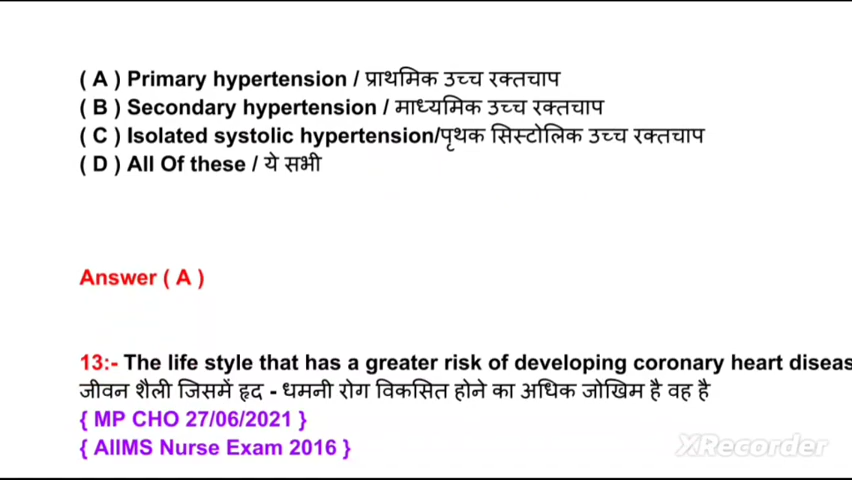 ( A ) Primary hypertension / प्राथमिक उच्च रक्तचाप
( B ) Secondary hypertension / माध्यमिक उच्च रक्तचाप
( C ) Isolated systolic hypertension/पृथक सिस्टोलिक उच्च रक्तचाप
( D ) All Of these / ये सभी
Answer ( A )
13:- The life style that has a greater risk of developing coronary heart diseas
जीवन शैली जिसमें हृद - धमनी रोग विकसित होने का अधिक जोखिम है वह है
{ MP CHO 27/06/2021 }
{ AIIMS Nurse Exam 2016 }
XRecorder